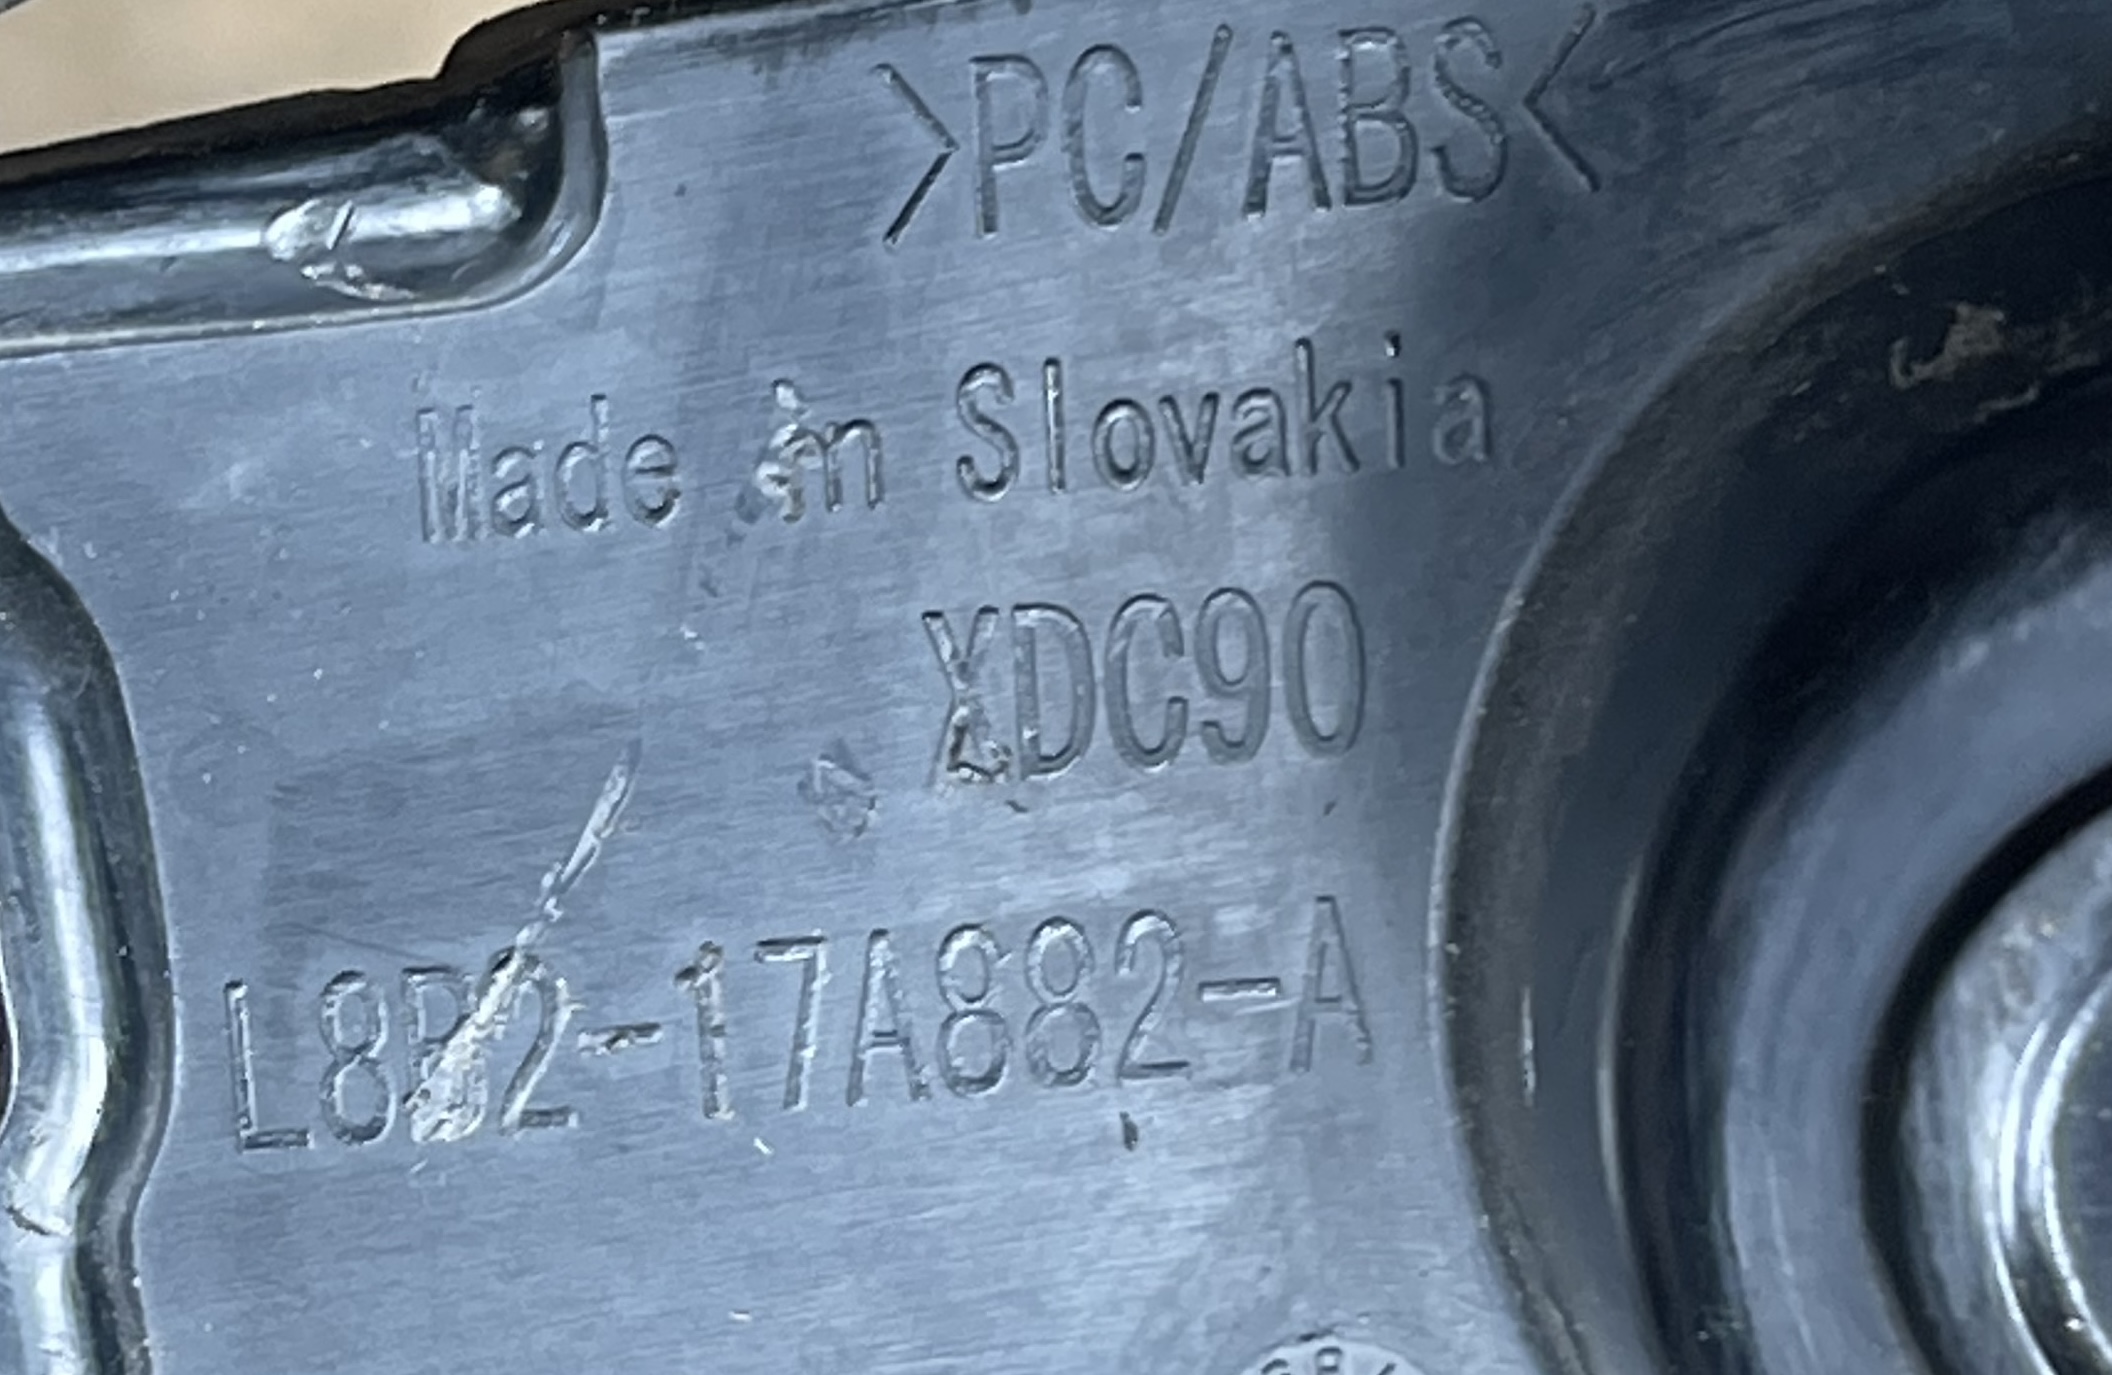 >PC/ABS<
Made in Slovakia
XDC90
L8B2-17A882-A